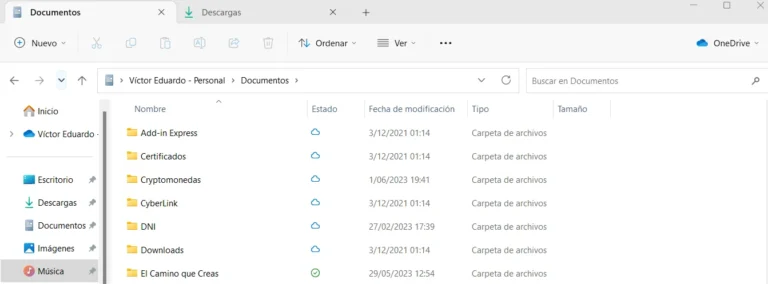 Documentos
Descargas
Nuevo
Ordenar
Ver
OneDrive
Víctor Eduardo - Personal > Documentos >
Buscar en Documentos
Inicio
Víctor Eduardo -
Escritorio
Descargas
Documentos
Imágenes
Música
Nombre Estado Fecha de modificación Tipo Tamaño
Add-in Express 3/12/2021 01:14 Carpeta de archivos
Certificados 3/12/2021 01:14 Carpeta de archivos
Cryptomonedas 1/06/2023 19:41 Carpeta de archivos
CyberLink 3/12/2021 01:14 Carpeta de archivos
DNI 27/02/2023 17:39 Carpeta de archivos
Downloads 3/12/2021 01:14 Carpeta de archivos
El Camino que Creas 29/05/2023 12:54 Carpeta de archivos